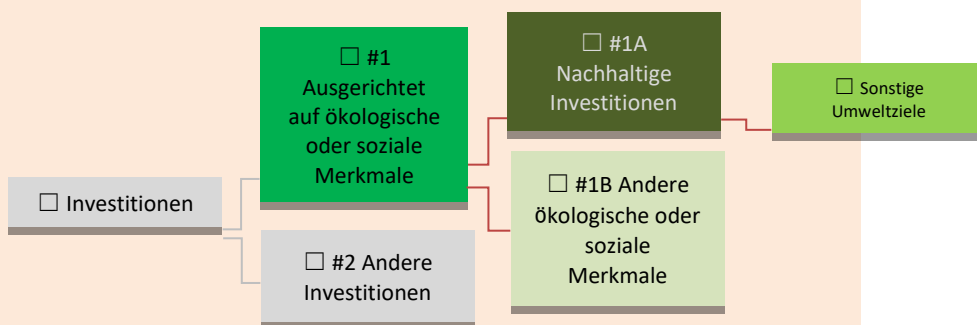 ☐ Investitionen
☐ #1
Ausgerichtet
auf ökologische
oder soziale
Merkmale
☐ #2 Andere
Investitionen
☐ #1A
Nachhaltige
Investitionen
☐ #1B Andere
ökologische oder
soziale
Merkmale
☐ Sonstige
Umweltziele